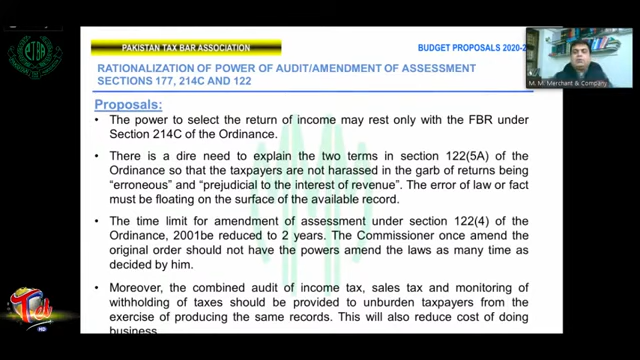 PTBA
PAKISTAN TAX BAR ASSOCIATION
BUDGET PROPOSALS 2020-2
RATIONALIZATION OF POWER OF AUDIT/AMENDMENT OF ASSESSMENT
SECTIONS 177, 214C AND 122
M. M. Merchant & Company
Proposals:
• The power to select the return of income may rest only with the FBR under
Section 214C of the Ordinance.
• There is a dire need to explain the two terms in section 122(5A) of the
Ordinance so that the taxpayers are not harassed in the garb of returns being
“erroneous” and “prejudicial to the interest of revenue”. The error of law or fact
must be floating on the surface of the available record.
• The time limit for amendment of assessment under section 122(4) of the
Ordinance, 2001be reduced to 2 years. The Commissioner once amend the
original order should not have the powers amend the laws as many time as
decided by him.
• Moreover, the combined audit of income tax, sales tax and monitoring of
withholding of taxes should be provided to unburden taxpayers from the
exercise of producing the same records. This will also reduce cost of doing
business.
HD